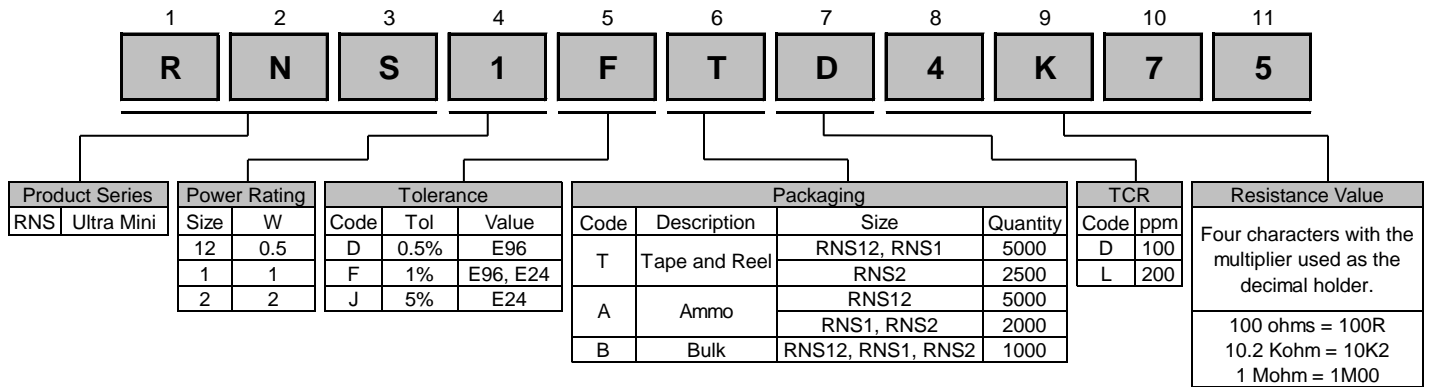 1 2 3 4 5 6 7 8 9 10 11
R N S 1 F T D 4 K 7 5
Product Series
RNS Ultra Mini
Power Rating
Size W
12 0.5
1 1
2 2
Tolerance
Code Tol Value
D 0.5% E96
F 1% E96, E24
J 5% E24
Packaging
Code Description Size Quantity
T Tape and Reel RNS12, RNS1 5000
RNS2 2500
A Ammo RNS12 5000
RNS1, RNS2 2000
B Bulk RNS12, RNS1, RNS2 1000
TCR
Code ppm
D 100
L 200
Resistance Value
Four characters with the
multiplier used as the
decimal holder.
100 ohms = 100R
10.2 Kohm = 10K2
1 Mohm = 1M00